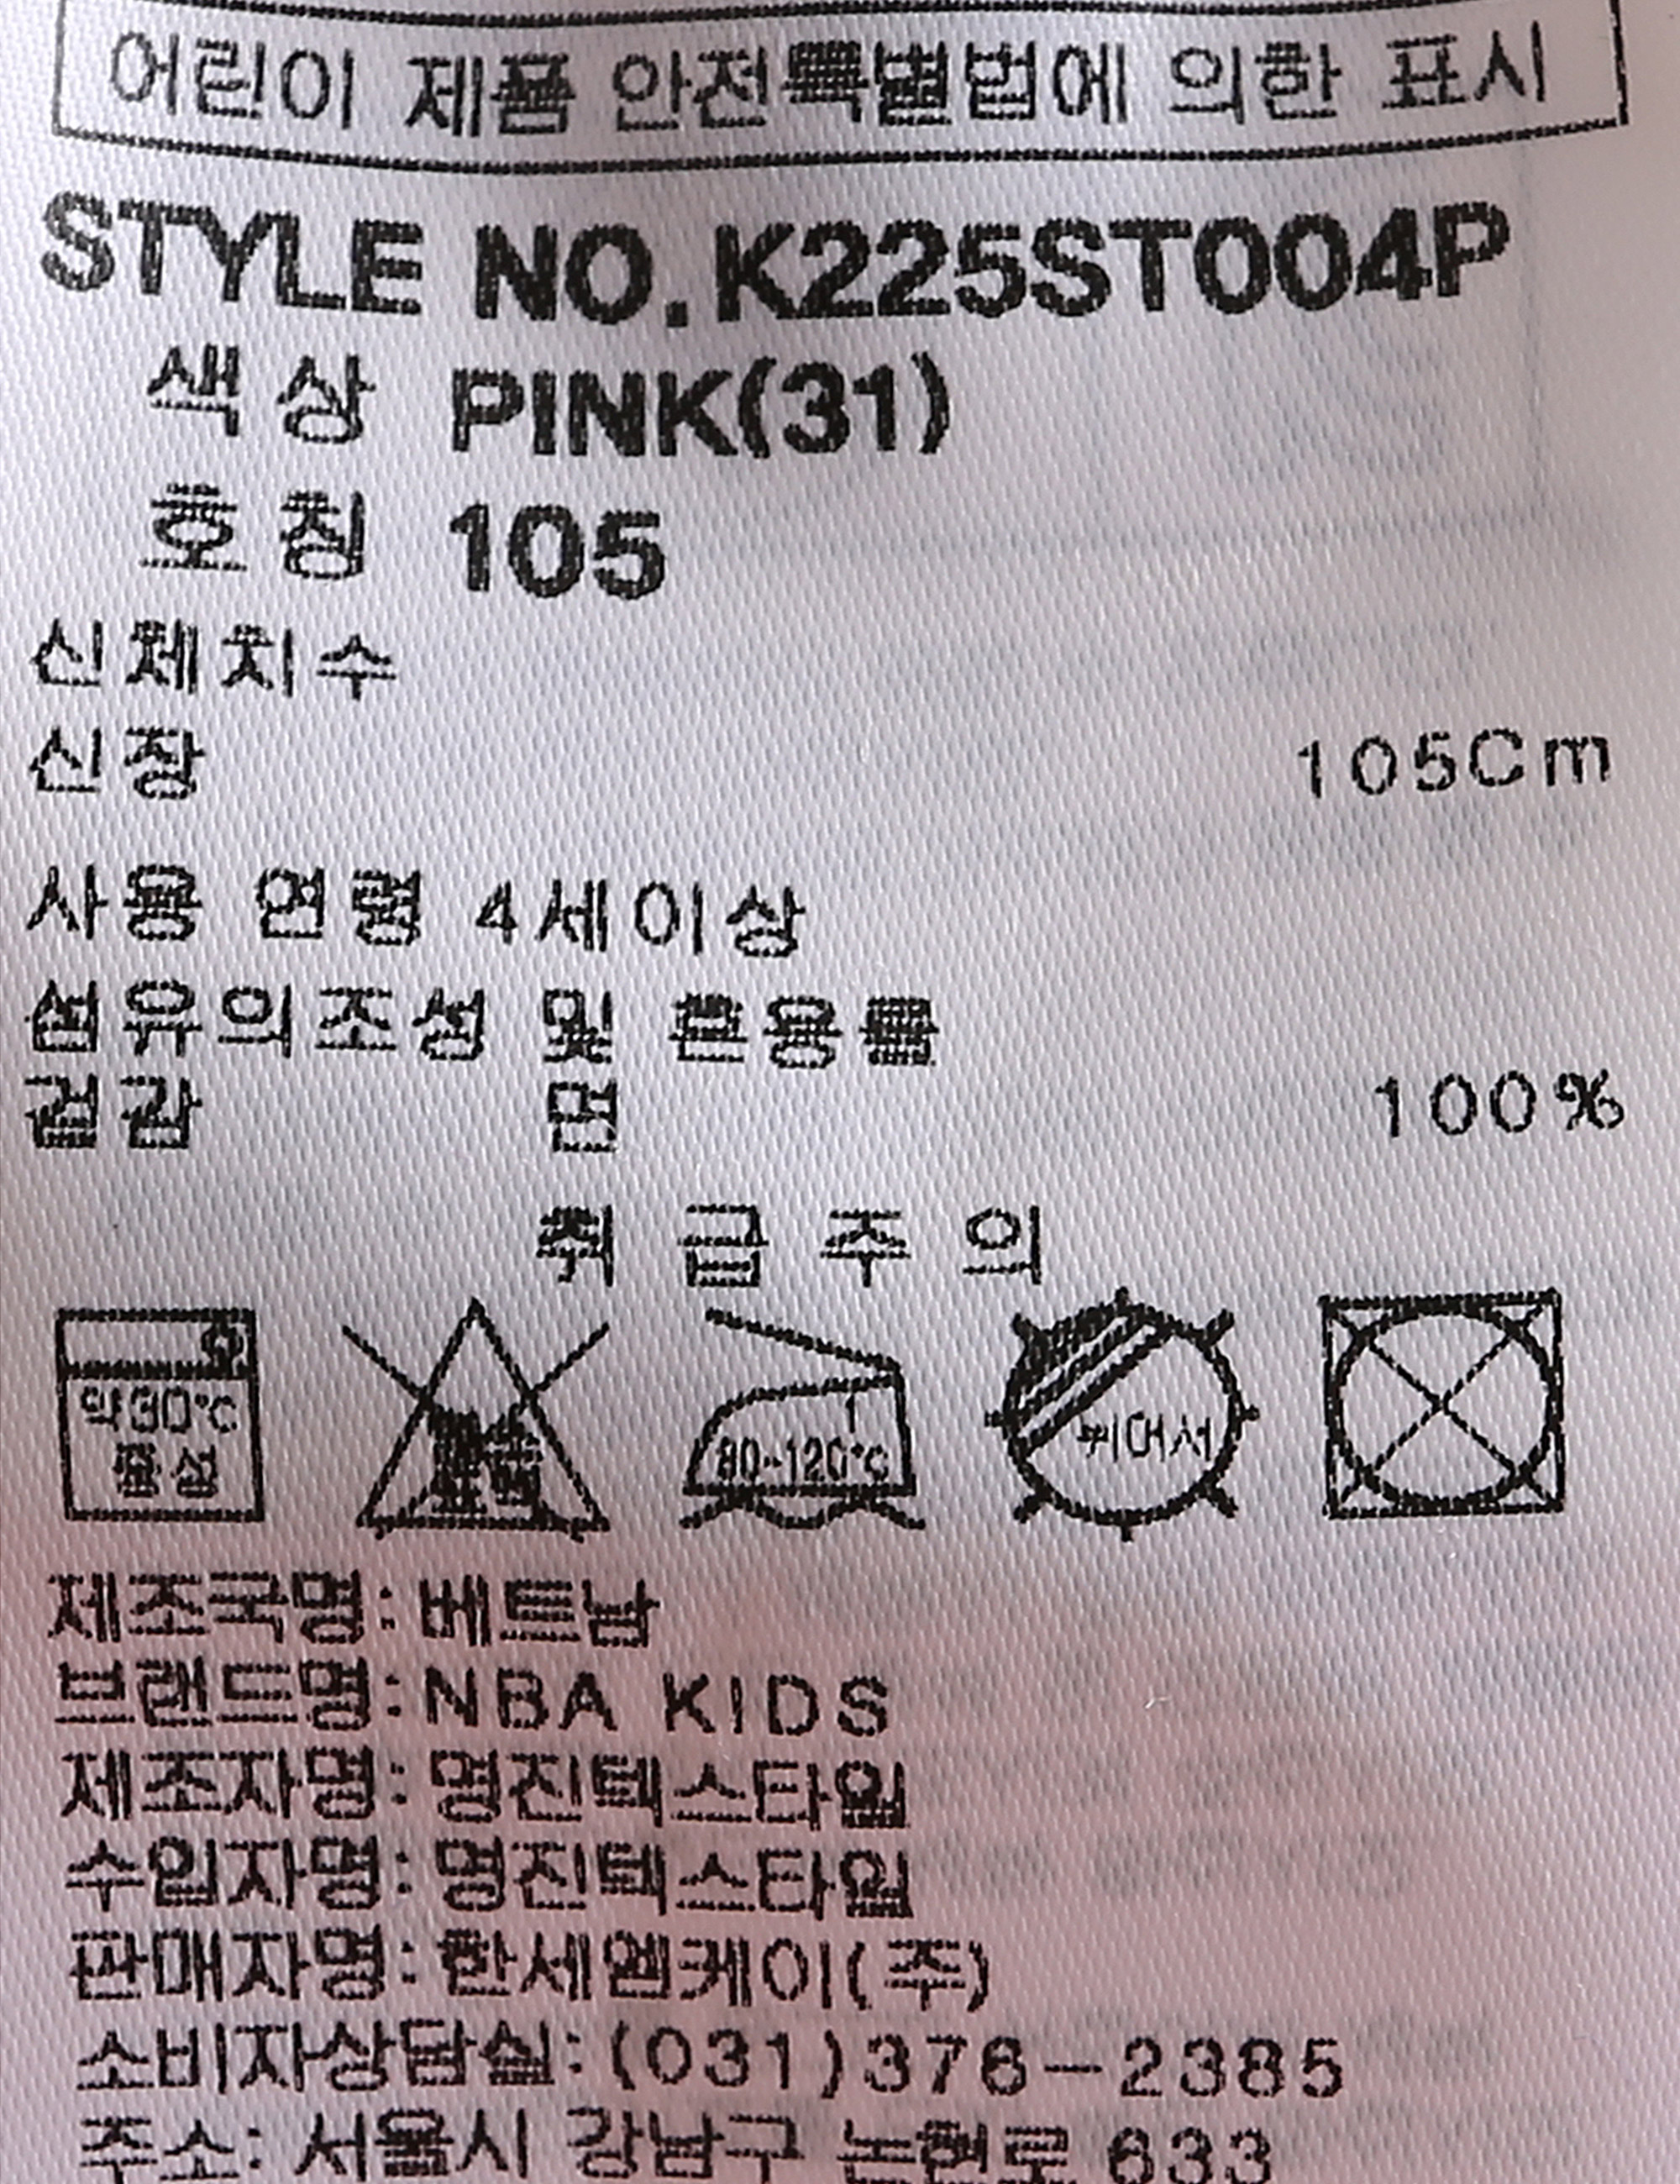 어린이 제품 안전특별법에 의한 표시
STYLE NO.K225ST004P
색상 PINK(31)
호칭 105
신체치수
신장 105Cm
사용 연령 4세이상
섬유의조성 및 혼용률
겉감 면 100%
취급주의
약30℃ 중성
80~120℃
뉘어서
제조국명: 베트남
브랜드명: NBA KIDS
제조자명: 명진텍스타일
수입자명: 명진텍스타일
판매자명: 한세엠케이(주)
소비자상담실: (031)376-2385
주소: 서울시 강남구 논현로 633